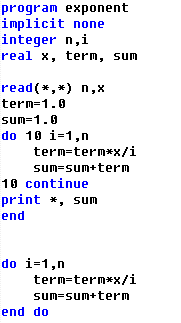 program exponent
implicit none
integer n,i
real x, term, sum
read(*,*) n,x
term=1.0
sum=1.0
do 10 i=1,n
term=term*x/i
sum=sum+term
10 continue
print *, sum
end
do i=1,n
term=term*x/i
sum=sum+term
end do